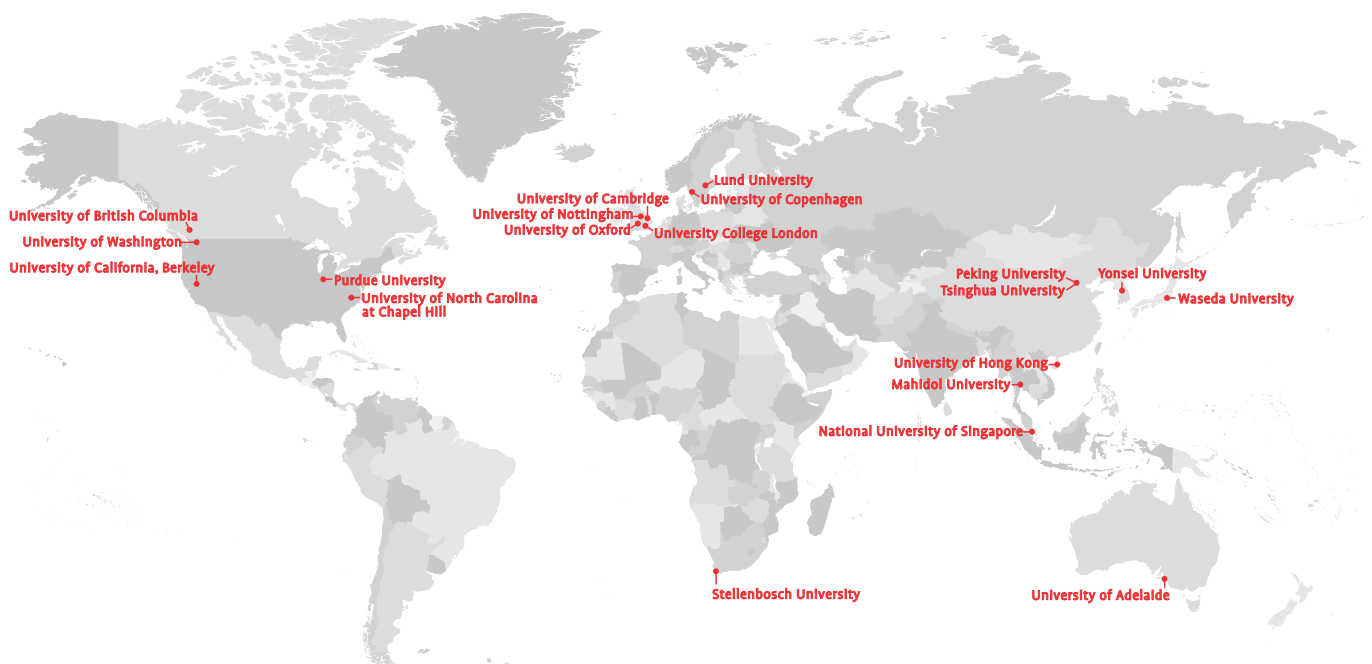 Lund University
University of Cambridge
University of Copenhagen
University of Nottingham
University of British Columbia
University of Oxford
University College London
University of Washington
University of California, Berkeley
Peking University
Yonsei University
Purdue University
Tsinghua University
University of North Carolina
at Chapel Hill
Waseda University
University of Hong Kong
Mahidol University
National University of Singapore
Stellenbosch University
University of Adelaide